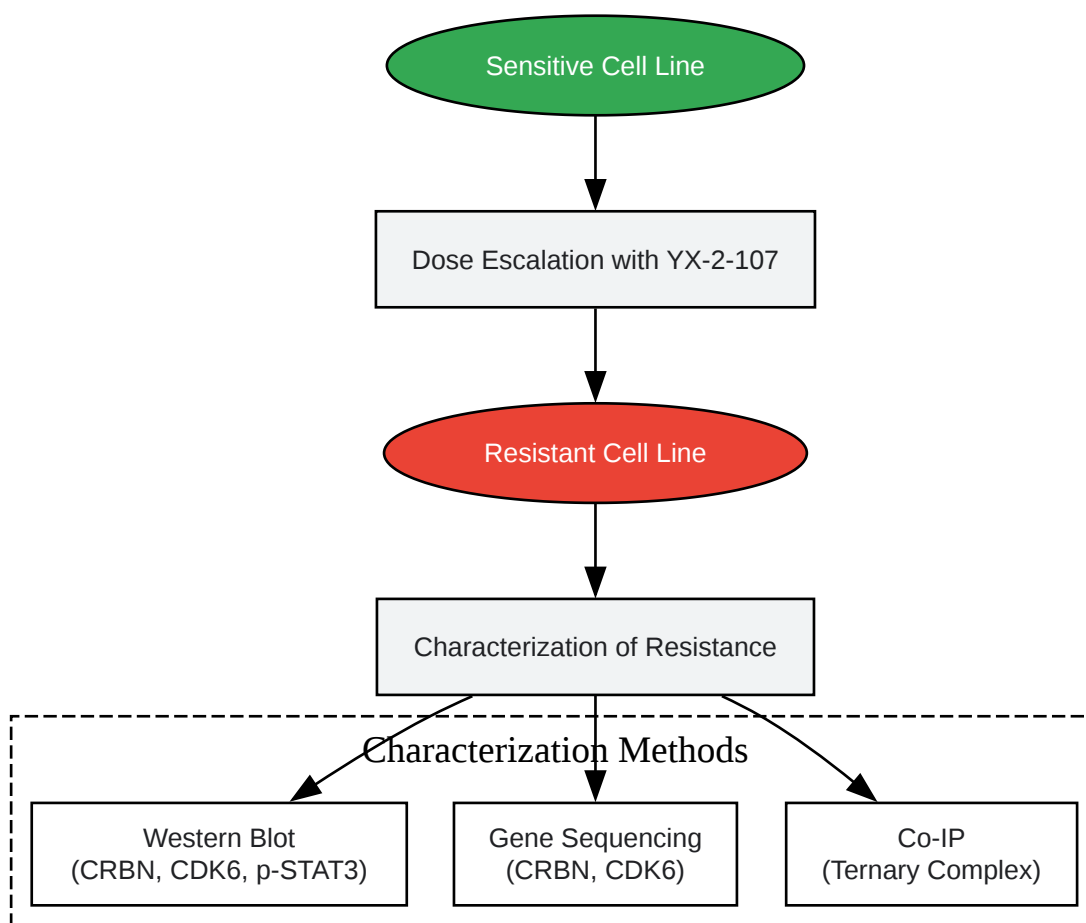 Sensitive Cell Line
Dose Escalation with YX-2-107
Resistant Cell Line
Characterization of Resistance
Characterization Methods
Western Blot
(CRBN, CDK6, p-STAT3)
Gene Sequencing
(CRBN, CDK6)
Co-IP
(Ternary Complex)